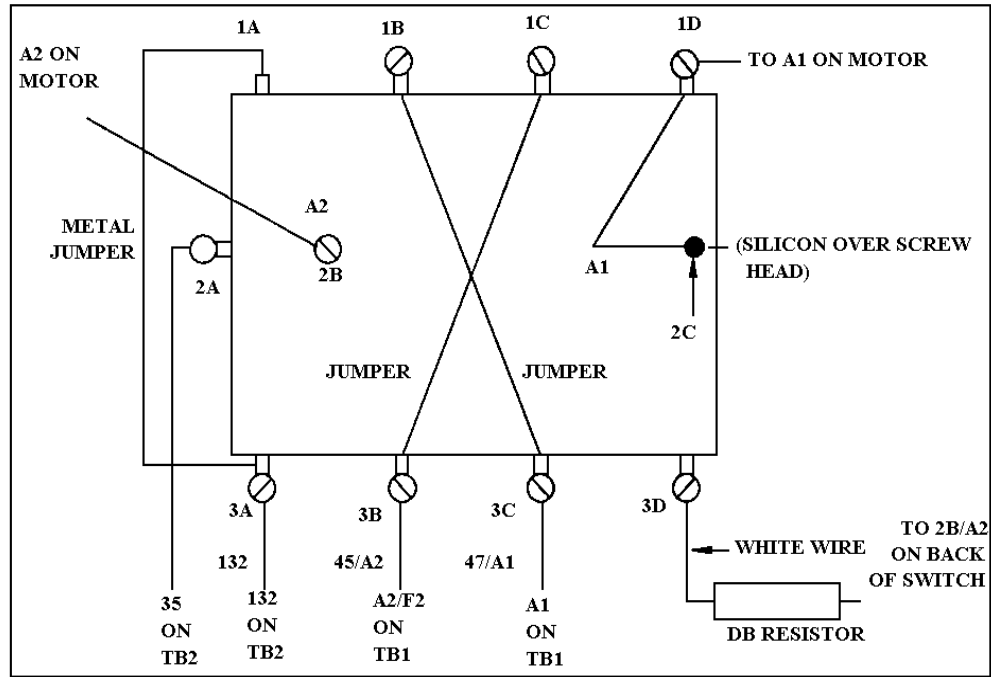 1A
1B
1C
1D
A2 ON
MOTOR
TO A1 ON MOTOR
METAL
JUMPER
A2
2A
2B
A1
(SILICON OVER SCREW
HEAD)
2C
JUMPER
JUMPER
3A
3B
3C
3D
132
45/A2
47/A1
WHITE WIRE
TO 2B/A2
ON BACK
OF SWITCH
35
ON
TB2
132
ON
TB2
A2/F2
ON
TB1
A1
ON
TB1
DB RESISTOR